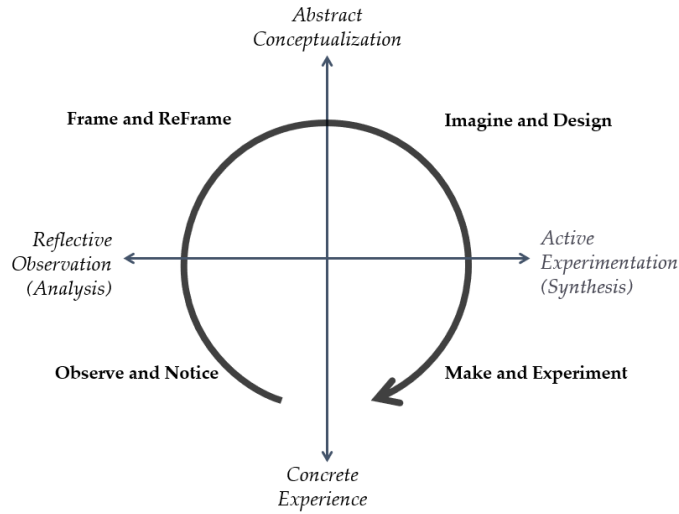 Abstract
Conceptualization
Frame and ReFrame
Imagine and Design
Reflective
Observation
(Analysis)
Active
Experimentation
(Synthesis)
Observe and Notice
Make and Experiment
Concrete
Experience